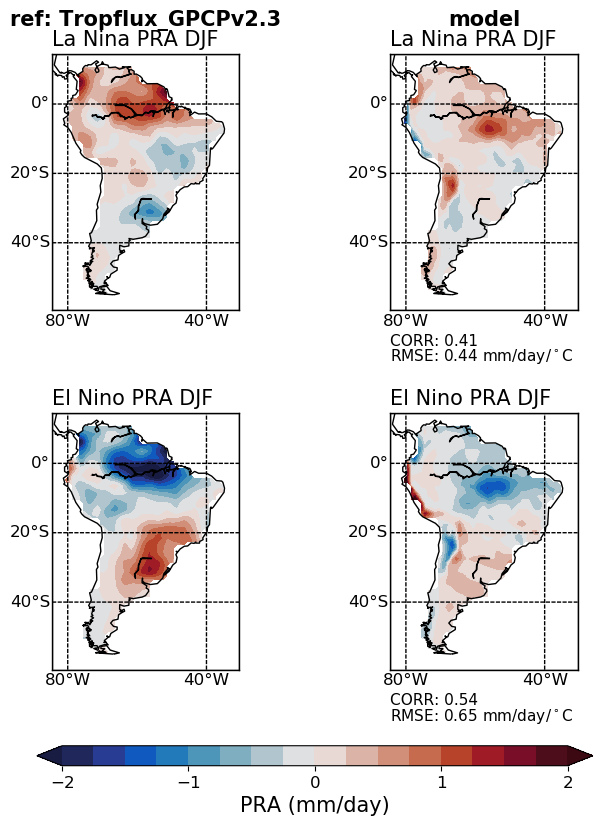 ref: Tropflux_GPCPv2.3
model
La Nina PRA DJF
La Nina PRA DJF
0°
20°S
40°S
80°W 40°W
0°
20°S
40°S
80°W 40°W
CORR: 0.41
RMSE: 0.44 mm/day/°C
El Nino PRA DJF
El Nino PRA DJF
0°
20°S
40°S
80°W 40°W
0°
20°S
40°S
80°W 40°W
CORR: 0.54
RMSE: 0.65 mm/day/°C
−2 −1 0 1 2
PRA (mm/day)